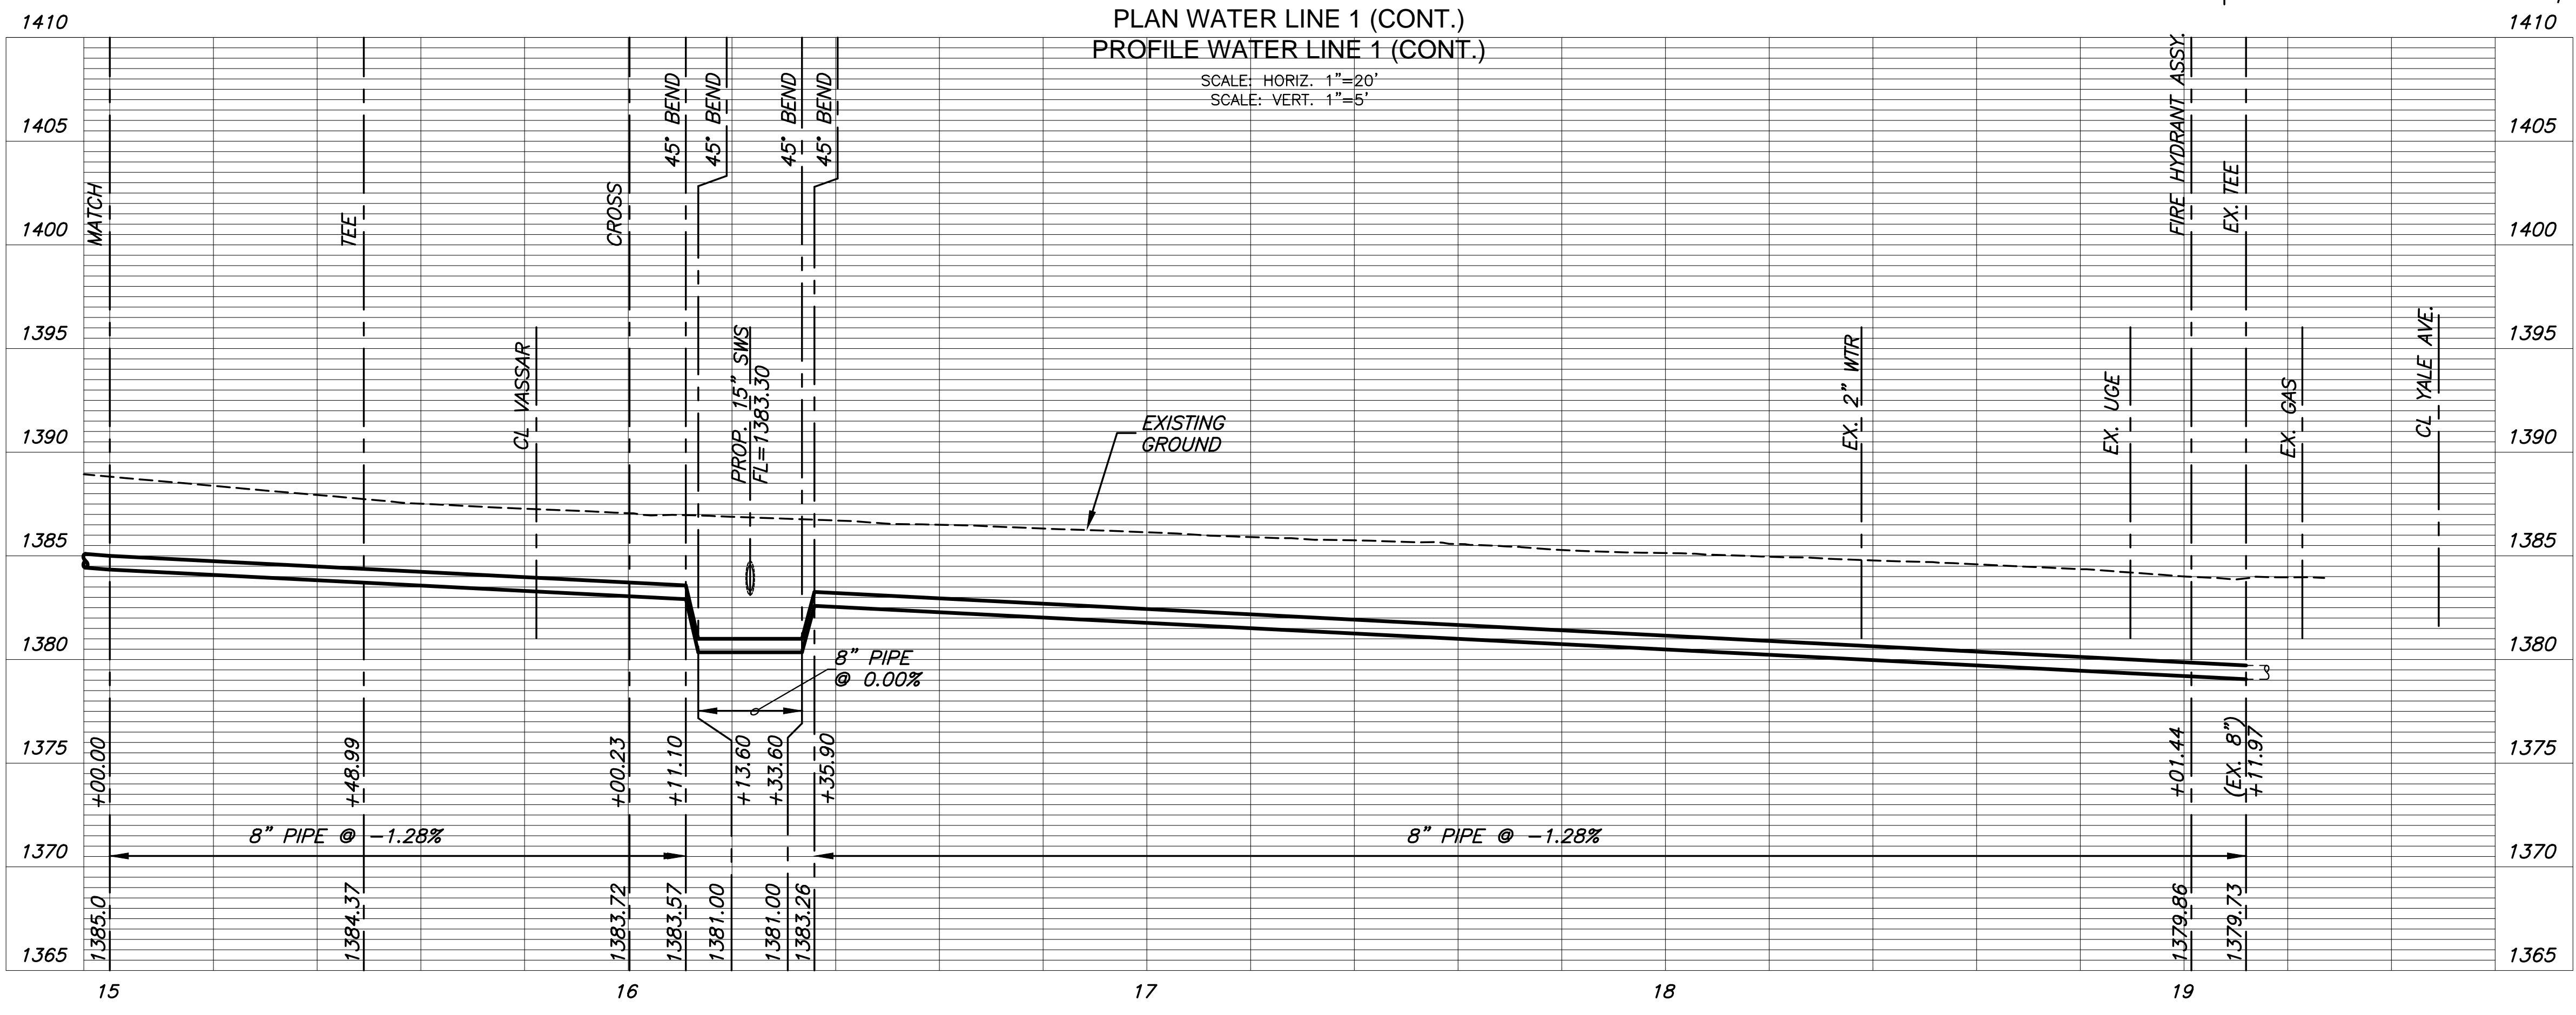 PLAN WATER LINE 1 (CONT.)
PROFILE WATER LINE 1 (CONT.)
SCALE: HORIZ. 1"=20'
SCALE: VERT. 1"=5'
1410
1410
1405
1405
1400
1400
1395
1395
1390
1390
1385
1385
1380
1380
1375
1375
1370
1370
1365
1365
MATCH
TEE
CL VASSAR
CROSS
45° BEND
45° BEND
PROP. 15" SWS
FL=1383.30
45° BEND
45° BEND
EXISTING
GROUND
EX. 2" WTR
EX. UGE
FIRE HYDRANT ASSY.
EX. TEE
EX. GAS
CL YALE AVE.
8" PIPE
@ 0.00%
+00.00
+48.99
+00.23
+11.10
+13.60
+33.60
+35.90
+01.44
(EX. 8")
+11.97
8" PIPE @ -1.28%
8" PIPE @ -1.28%
1385.0
1384.37
1383.72
1383.57
1381.00
1381.00
1383.26
1379.86
1379.73
15
16
17
18
19